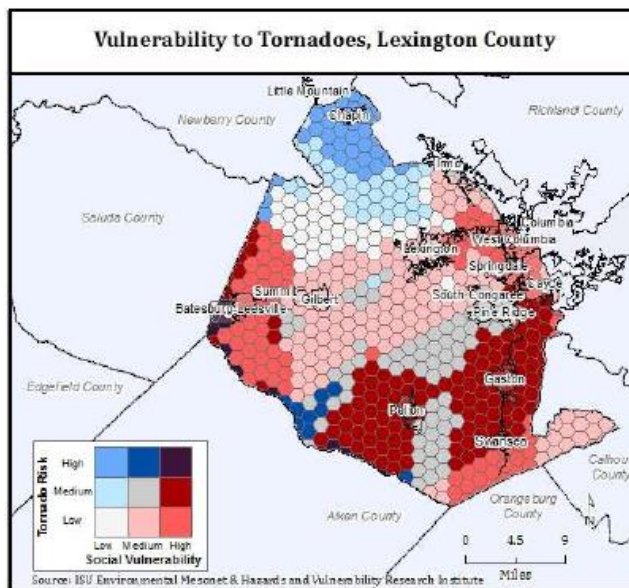 Vulnerability to Tornadoes, Lexington County
Little Mountain
Chapin
Newberry County
Richland County
Irmo
Saluda County
Columbia
West Columbia
Lexington
Springdale
Summit
Gilbert
South Congaree
Cayce
Batesburg-Leesville
Pine Ridge
Edgefield County
Gaston
Pelion
Swansea
Calhoun
County
Orangeburg
County
Aiken County
N
Tornado Risk
High
Medium
Low
Low Medium High
Social Vulnerability
0 4.5 9
Miles
Source: ISU Environmental Mesonet & Hazards and Vulnerability Research Institute